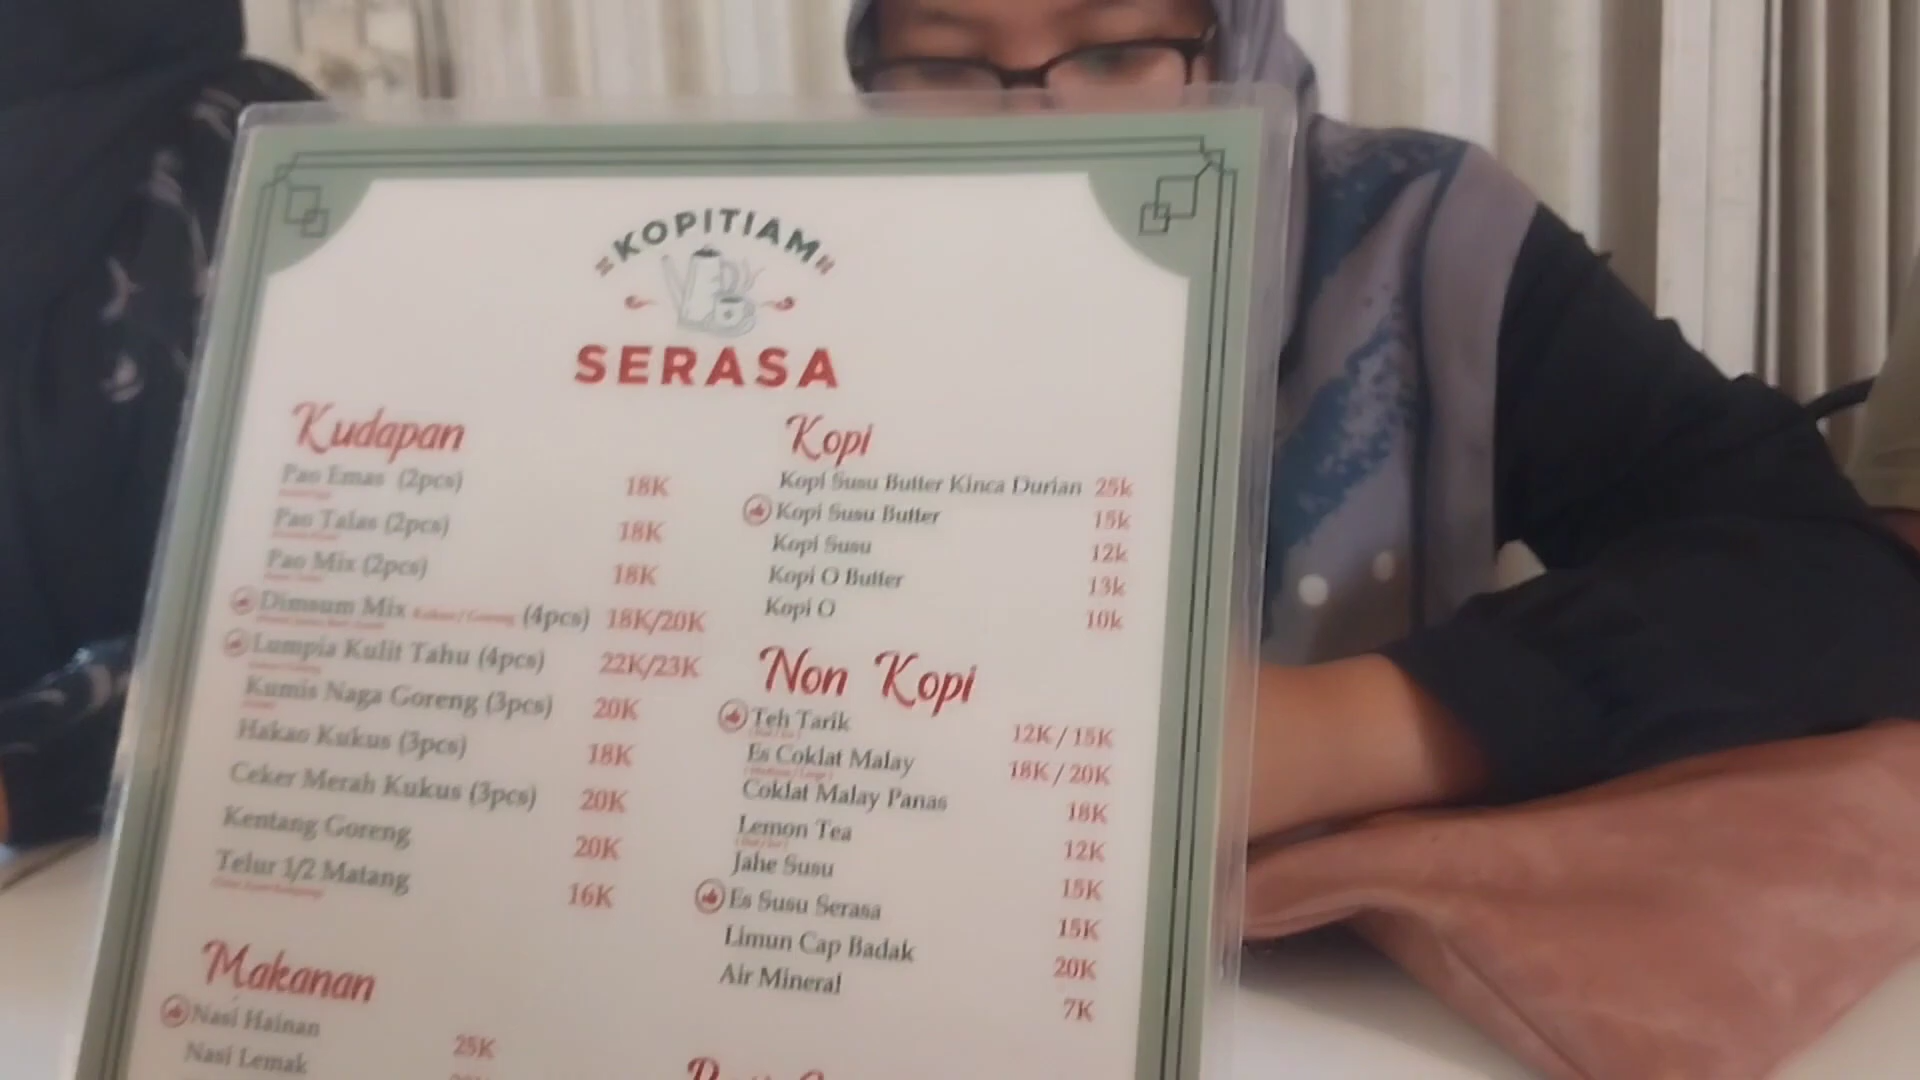 KOPITIAM
SERASA
Kudapan
Pao Emas (2pcs) 18K
Pao Talas (2pcs) 18K
Pao Mix (2pcs) 18K
Dimsum Mix (4pcs) 18K/20K
Lumpia Kulit Tahu (4pcs) 22K/23K
Kumis Naga Goreng (3pcs) 20K
Hakao Kukus (3pcs) 18K
Ceker Merah Kukus (3pcs) 20K
Kentang Goreng 20K
Telur 1/2 Matang 16K
Makanan
Nasi Hainan 25K
Nasi Lemak
Kopi
Kopi Susu Butter Kinca Durian 25k
Kopi Susu Butter 15k
Kopi Susu 12k
Kopi O Butter 13k
Kopi O 10k
Non Kopi
Teh Tarik 12K / 15K
Es Coklat Malay 18K / 20K
Coklat Malay Panas 18K
Lemon Tea 12K
Jahe Susu 15K
Es Susu Serasa 15K
Limun Cap Badak 20K
Air Mineral 7K